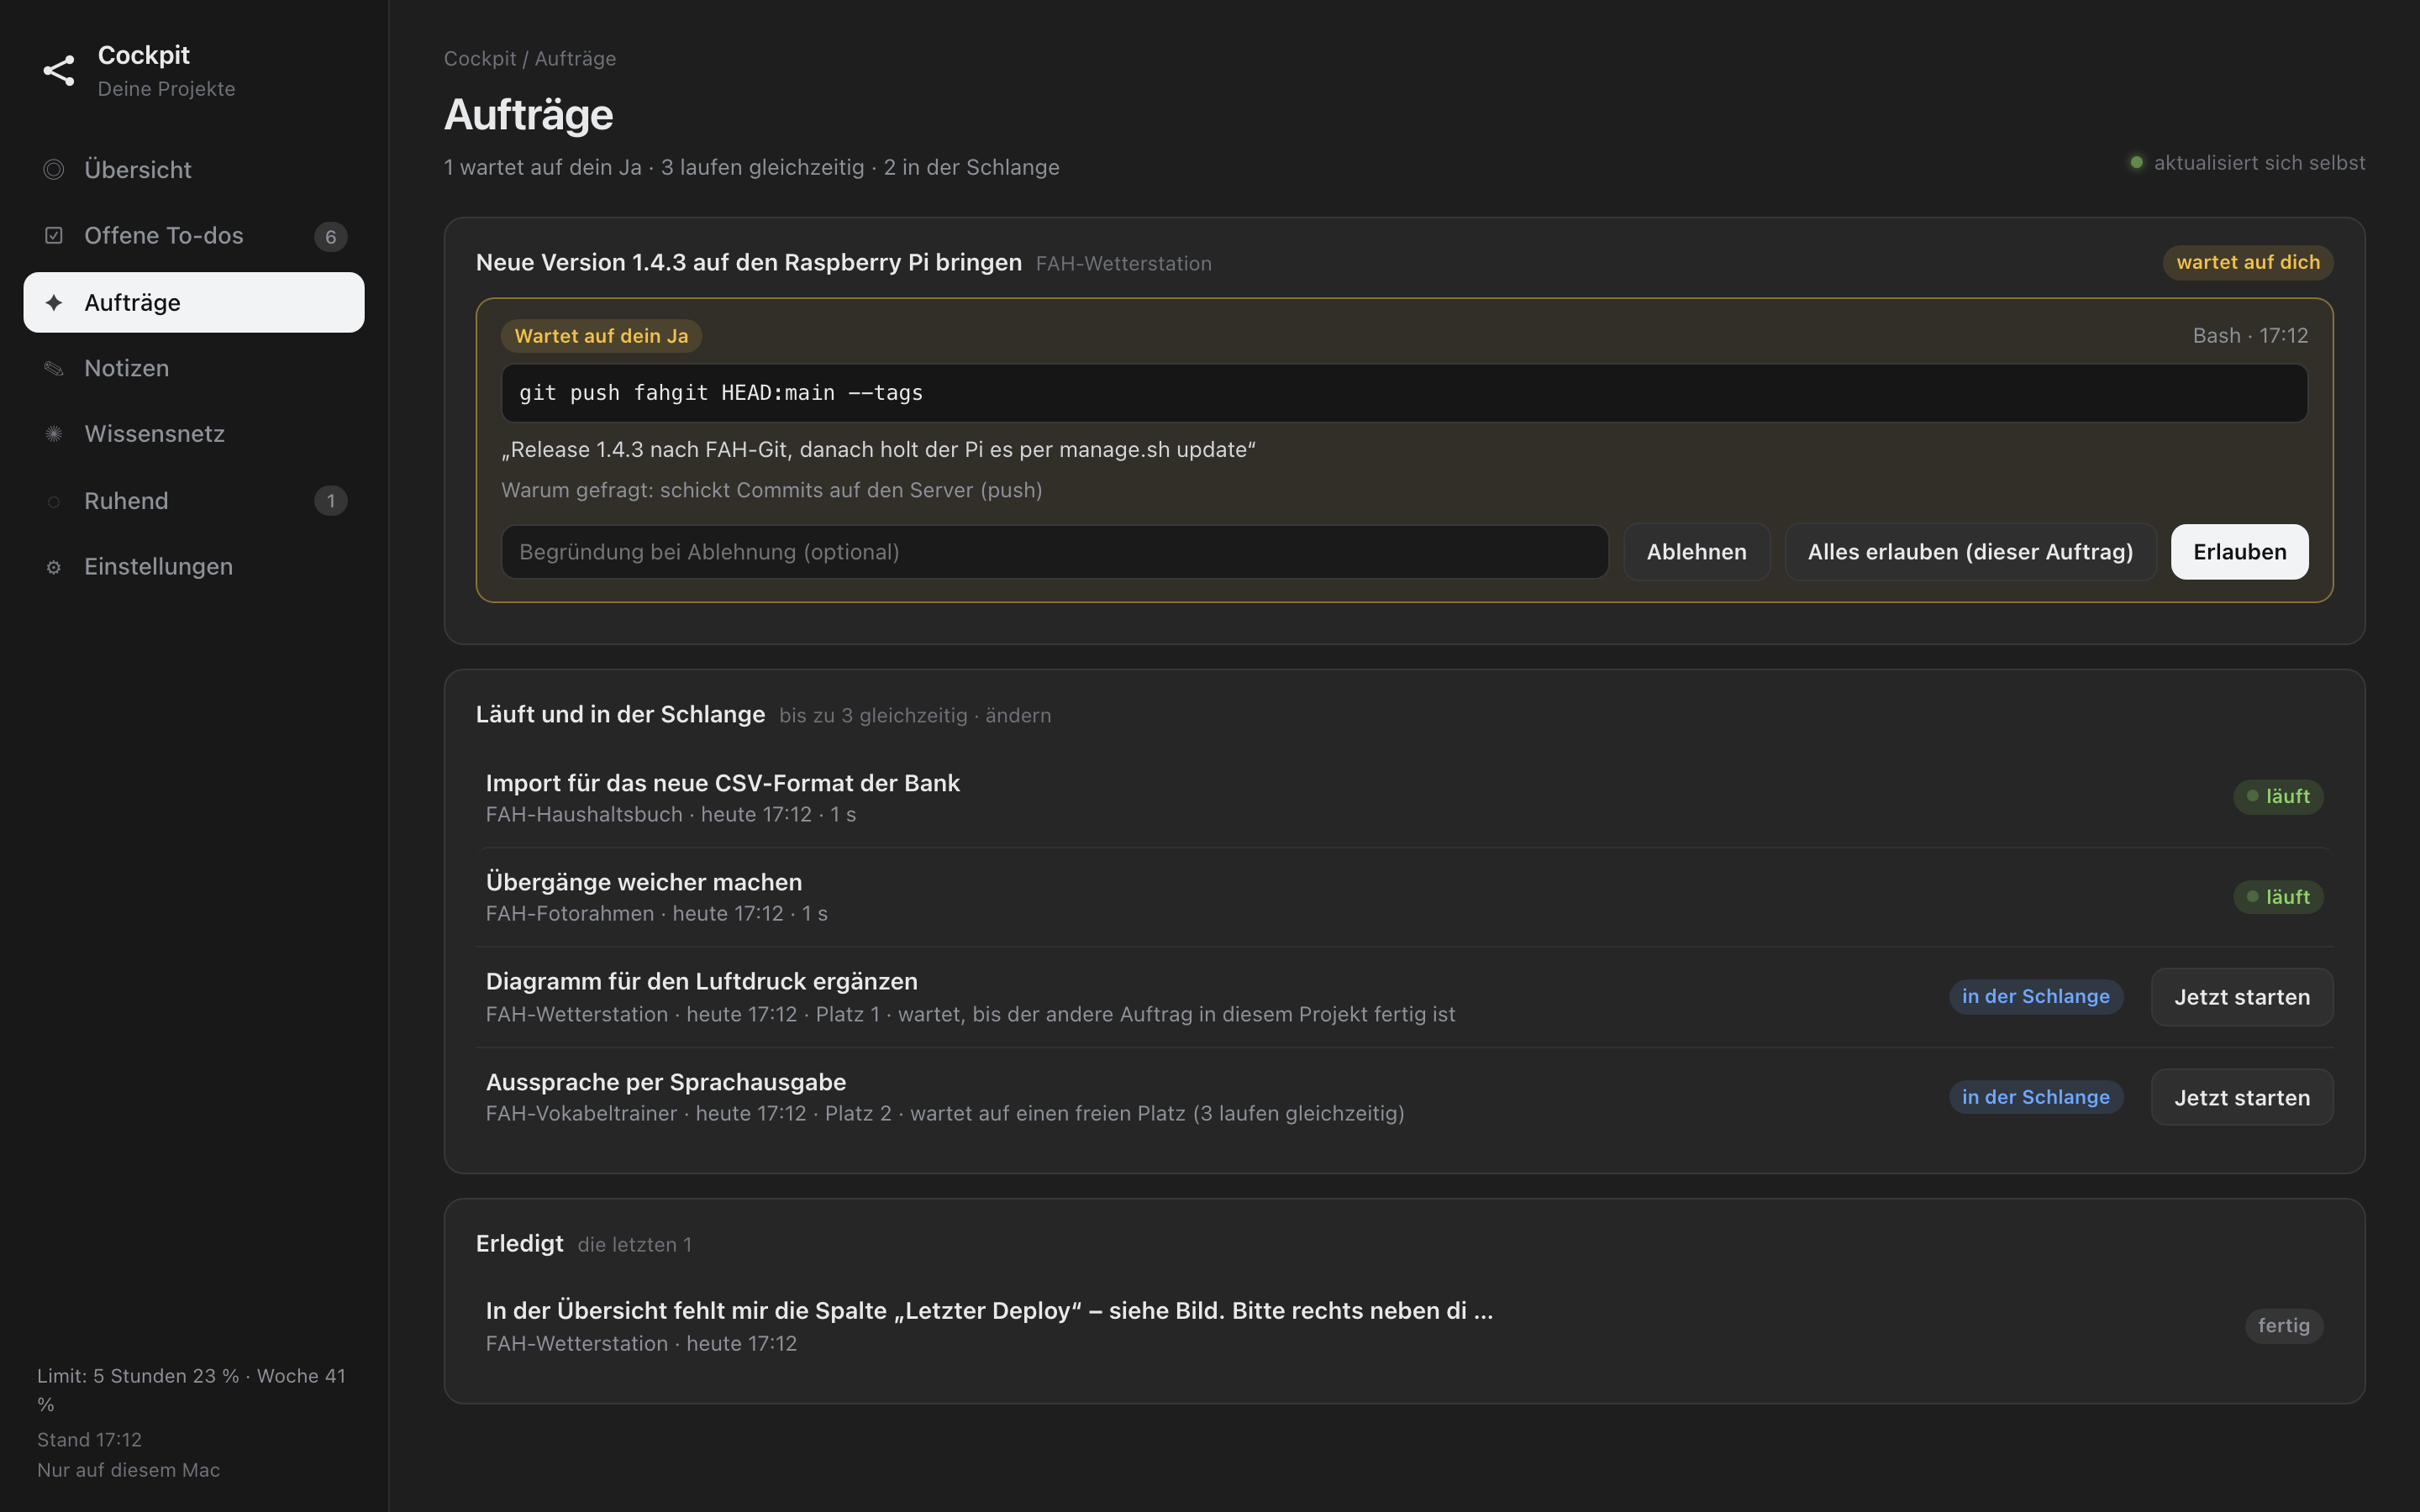 Cockpit
Deine Projekte
Übersicht
Offene To-dos 6
Aufträge
Notizen
Wissensnetz
Ruhend 1
Einstellungen
Limit: 5 Stunden 23 % · Woche 41
%
Stand 17:12
Nur auf diesem Mac
Cockpit / Aufträge
Aufträge
1 wartet auf dein Ja · 3 laufen gleichzeitig · 2 in der Schlange
aktualisiert sich selbst
Neue Version 1.4.3 auf den Raspberry Pi bringen FAH-Wetterstation wartet auf dich
Wartet auf dein Ja Bash · 17:12
git push fahgit HEAD:main --tags
„Release 1.4.3 nach FAH-Git, danach holt der Pi es per manage.sh update“
Warum gefragt: schickt Commits auf den Server (push)
Begründung bei Ablehnung (optional) Ablehnen Alles erlauben (dieser Auftrag) Erlauben
Läuft und in der Schlange bis zu 3 gleichzeitig · ändern
Import für das neue CSV-Format der Bank
FAH-Haushaltsbuch · heute 17:12 · 1 s
läuft
Übergänge weicher machen
FAH-Fotorahmen · heute 17:12 · 1 s
läuft
Diagramm für den Luftdruck ergänzen
FAH-Wetterstation · heute 17:12 · Platz 1 · wartet, bis der andere Auftrag in diesem Projekt fertig ist
in der Schlange Jetzt starten
Aussprache per Sprachausgabe
FAH-Vokabeltrainer · heute 17:12 · Platz 2 · wartet auf einen freien Platz (3 laufen gleichzeitig)
in der Schlange Jetzt starten
Erledigt die letzten 1
In der Übersicht fehlt mir die Spalte „Letzter Deploy“ – siehe Bild. Bitte rechts neben di ...
FAH-Wetterstation · heute 17:12
fertig